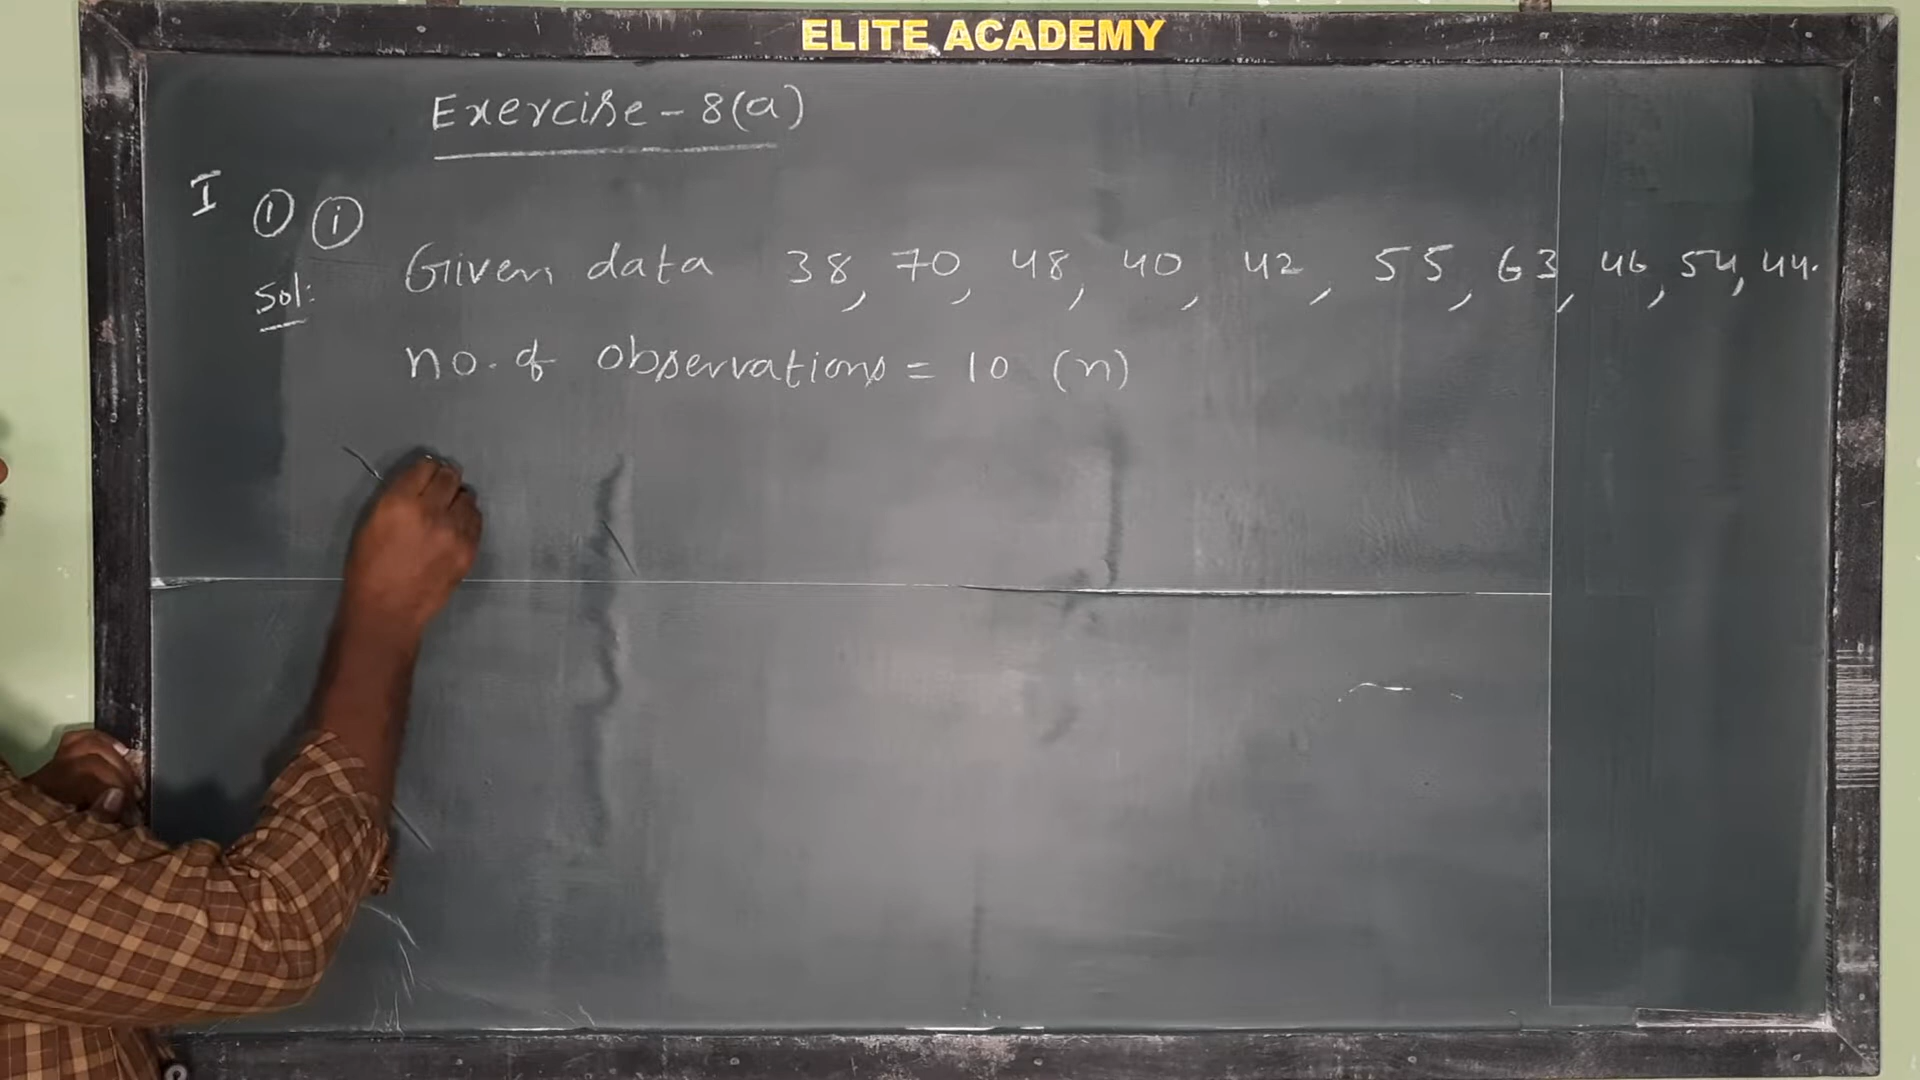 ELITE ACADEMY
Exercise - 8(a)
I ① ⓘ
Sol: Given data 38, 70, 48, 40, 42, 55, 63, 46, 54, 44.
no. of observations = 10 (n)